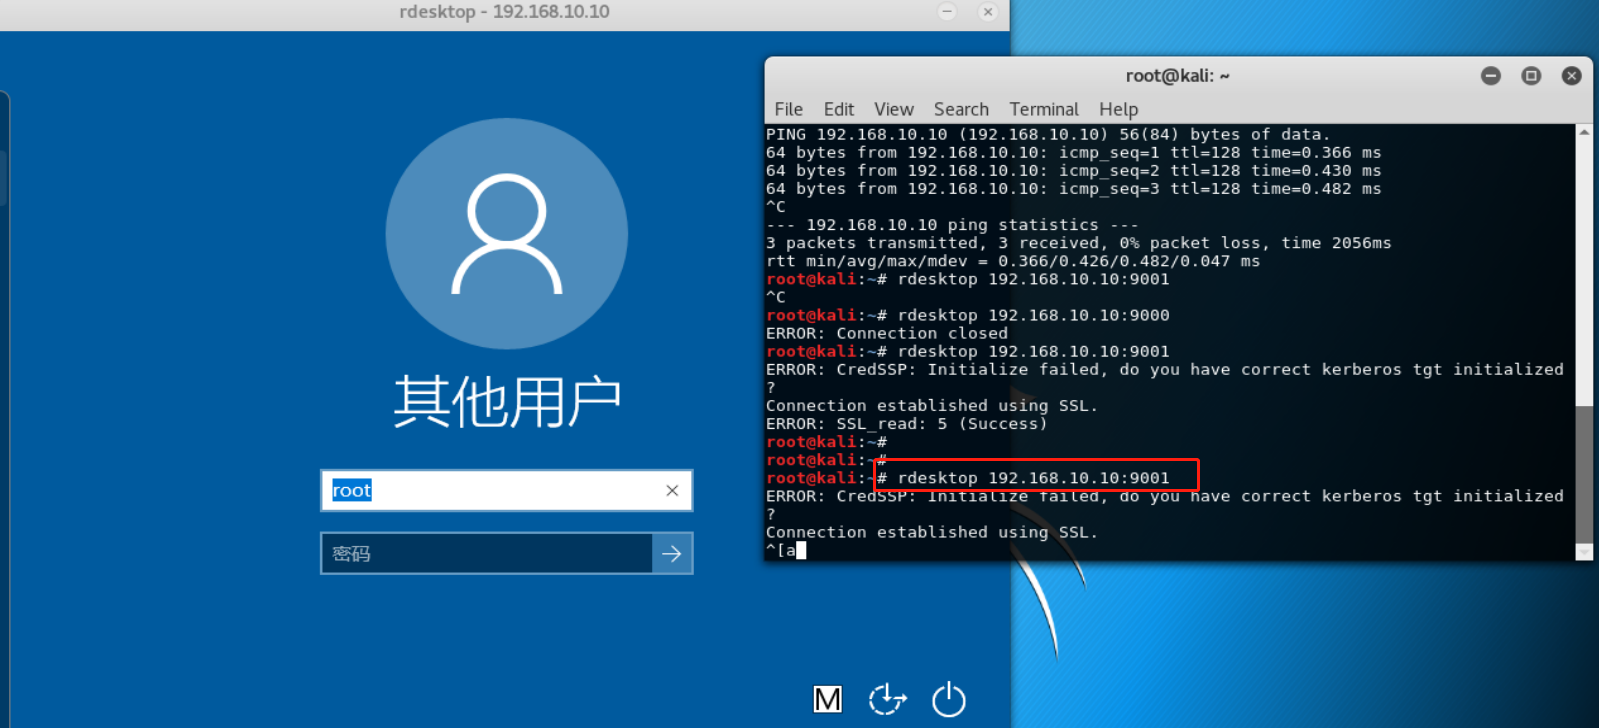 rdesktop - 192.168.10.10
其他用户
root
密码
M
root@kali: ~
File Edit View Search Terminal Help
PING 192.168.10.10 (192.168.10.10) 56(84) bytes of data.
64 bytes from 192.168.10.10: icmp_seq=1 ttl=128 time=0.366 ms
64 bytes from 192.168.10.10: icmp_seq=2 ttl=128 time=0.430 ms
64 bytes from 192.168.10.10: icmp_seq=3 ttl=128 time=0.482 ms
^C
--- 192.168.10.10 ping statistics ---
3 packets transmitted, 3 received, 0% packet loss, time 2056ms
rtt min/avg/max/mdev = 0.366/0.426/0.482/0.047 ms
root@kali:~# rdesktop 192.168.10.10:9001
^C
root@kali:~# rdesktop 192.168.10.10:9000
ERROR: Connection closed
root@kali:~# rdesktop 192.168.10.10:9001
ERROR: CredSSP: Initialize failed, do you have correct kerberos tgt initialized
?
Connection established using SSL.
ERROR: SSL_read: 5 (Success)
root@kali:~#
root@kali:~#
root@kali:~# rdesktop 192.168.10.10:9001
ERROR: CredSSP: Initialize failed, do you have correct kerberos tgt initialized
?
Connection established using SSL.
^[a